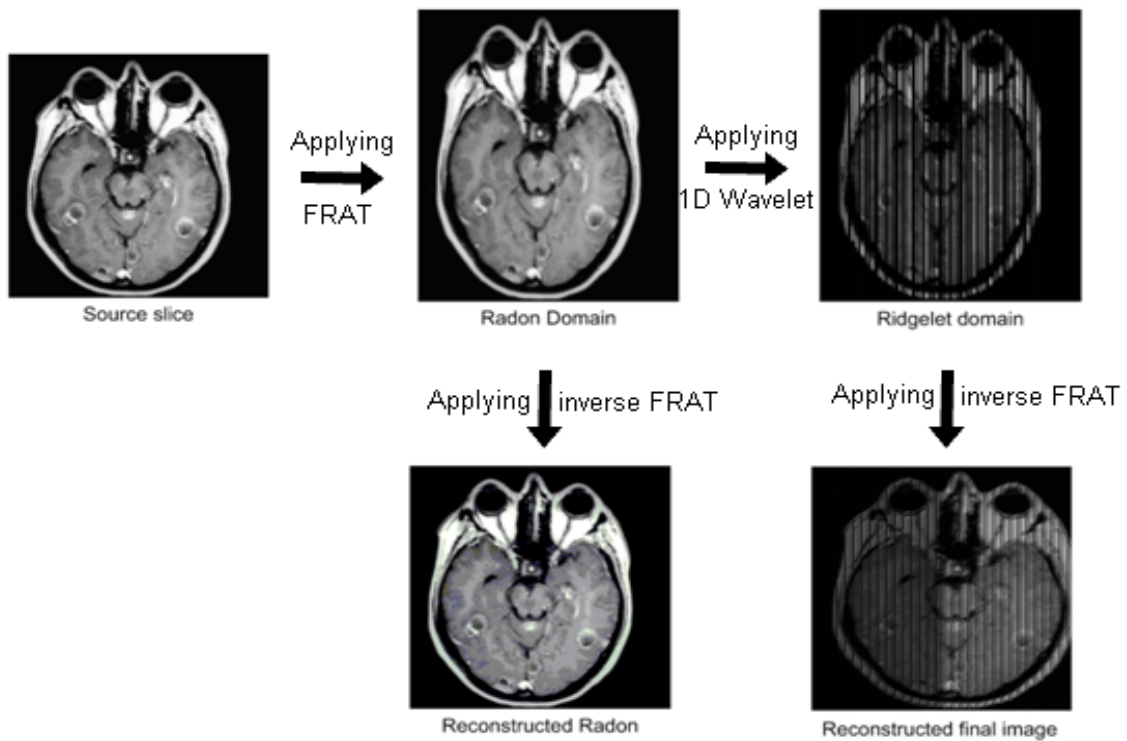 Applying
FRAT
Applying
1D Wavelet
Source slice
Radon Domain
Ridgelet domain
Applying inverse FRAT
Applying inverse FRAT
Reconstructed Radon
Reconstructed final image